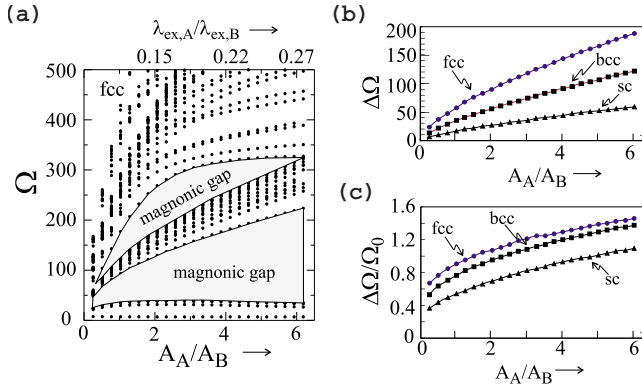 (a)
λex,A/λex,B →
0.15 0.22 0.27
500
400
300
200
100
0
Ω
fcc
magnonic gap
magnonic gap
0 2 4 6
AA/AB →
(b)
200
150
100
50
0
ΔΩ
fcc
bcc
sc
0 2 4 6
AA/AB →
(c)
1.6
1.2
0.8
0.4
0
ΔΩ/Ω0
fcc
bcc
sc
0 1 2 3 4 5 6
AA/AB →